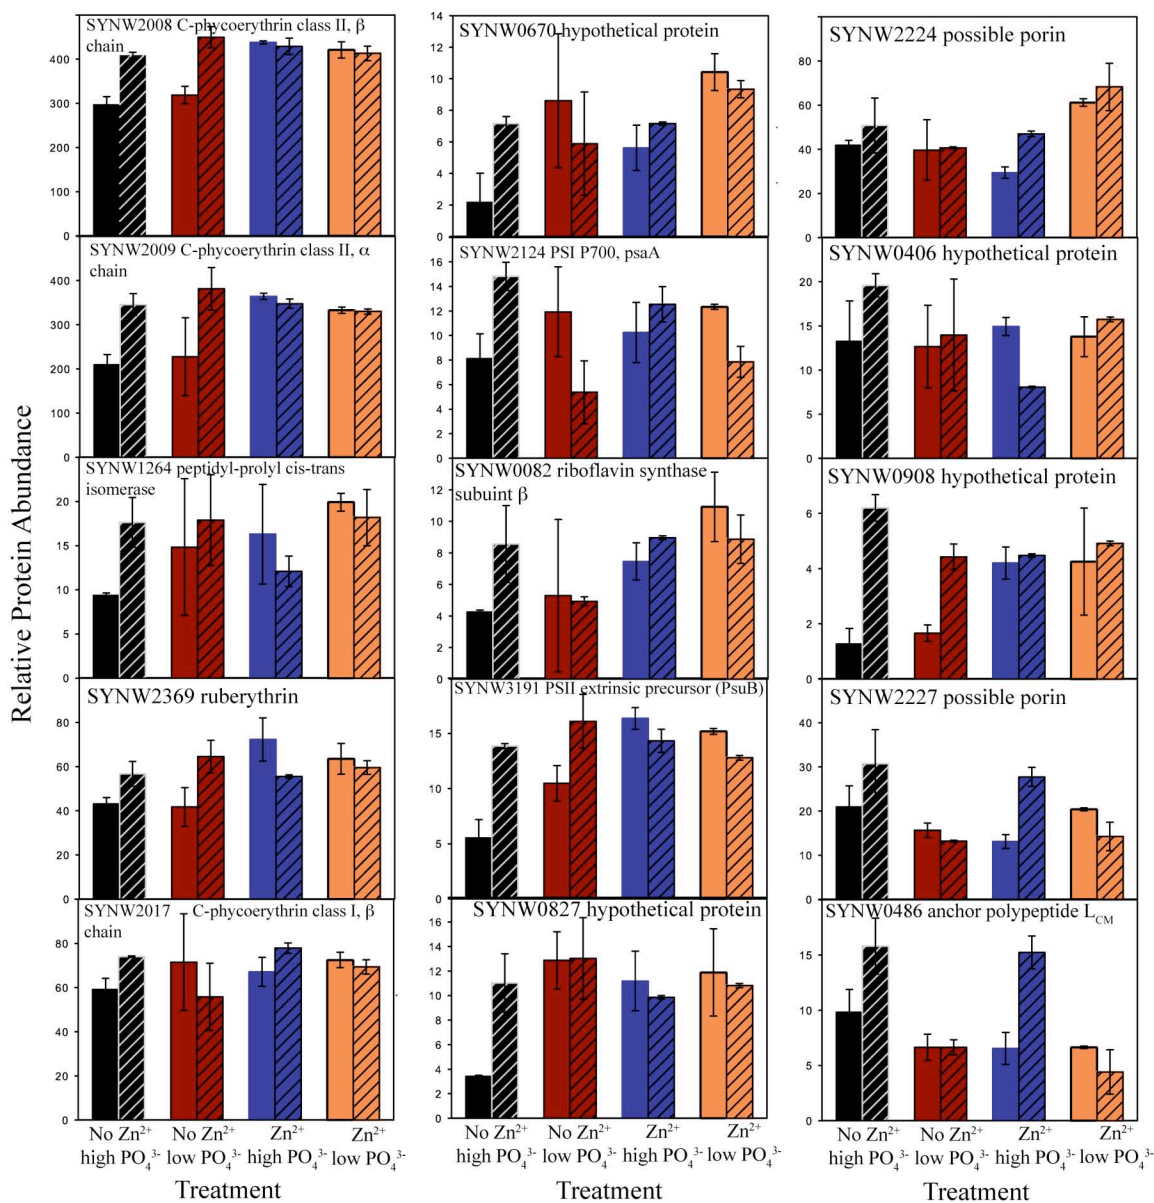 Relative Protein Abundance
SYNW2008 C-phycoerythrin class II, β
chain
400
300
200
100
0
SYNW2009 C-phycoerythrin class II, α
chain
400
300
200
100
0
SYNW1264 peptidyl-prolyl cis-trans
isomerase
20
15
10
5
0
SYNW2369 ruberythrin
80
60
40
20
0
SYNW2017 C-phycoerythrin class I, β
chain
80
60
40
20
0
No Zn²⁺ No Zn²⁺ Zn²⁺ Zn²⁺
high PO₄³⁻ low PO₄³⁻ high PO₄³⁻ low PO₄³⁻
Treatment
14
SYNW0670 hypothetical protein
12
10
8
6
4
2
0
SYNW2124 PSI P700, psaA
16
14
12
10
8
6
4
2
0
SYNW0082 riboflavin synthase
subuint β
12
10
8
6
4
2
0
SYNW3191 PSII extrinsic precursor (PsuB)
15
10
5
0
SYNW0827 hypothetical protein
16
14
12
10
8
6
4
2
0
No Zn²⁺ No Zn²⁺ Zn²⁺ Zn²⁺
high PO₄³⁻ low PO₄³⁻ high PO₄³⁻ low PO₄³⁻
Treatment
SYNW2224 possible porin
80
60
40
20
0
SYNW0406 hypothetical protein
20
15
10
5
0
SYNW0908 hypothetical protein
6
4
2
0
SYNW2227 possible porin
40
30
20
10
0
SYNW0486 anchor polypeptide L_CM
15
10
5
0
No Zn²⁺ No Zn²⁺ Zn²⁺ Zn²⁺
high PO₄³⁻ low PO₄³⁻ high PO₄³⁻ low PO₄³⁻
Treatment